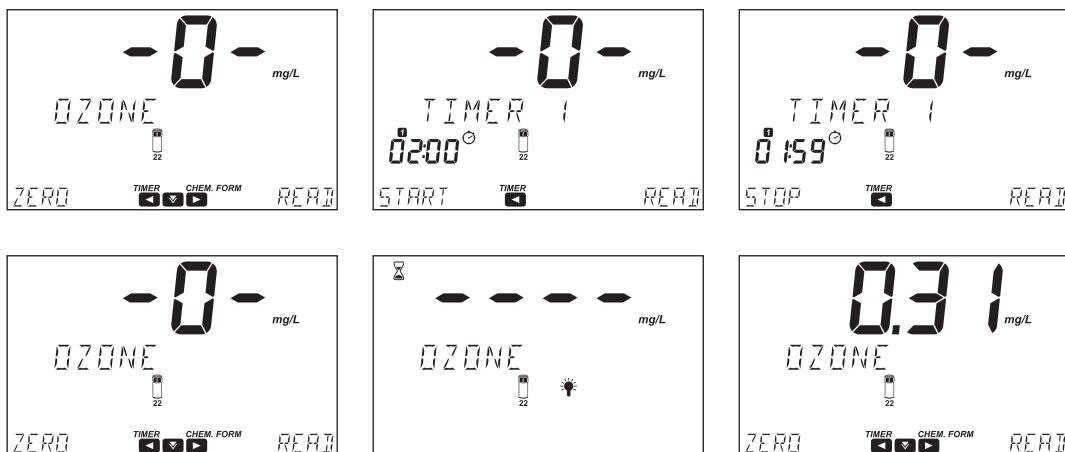 -0-
mg/L
OZONE
22
TIMER CHEM. FORM
ZERO READ
-0-
mg/L
TIMER 1
1
02:00
22
TIMER
START READ
-0-
mg/L
TIMER 1
1
01:59
22
TIMER
STOP READ
-0-
mg/L
OZONE
22
TIMER CHEM. FORM
ZERO READ
- - - -
mg/L
OZONE
22
0.31
mg/L
OZONE
22
TIMER CHEM. FORM
ZERO READ